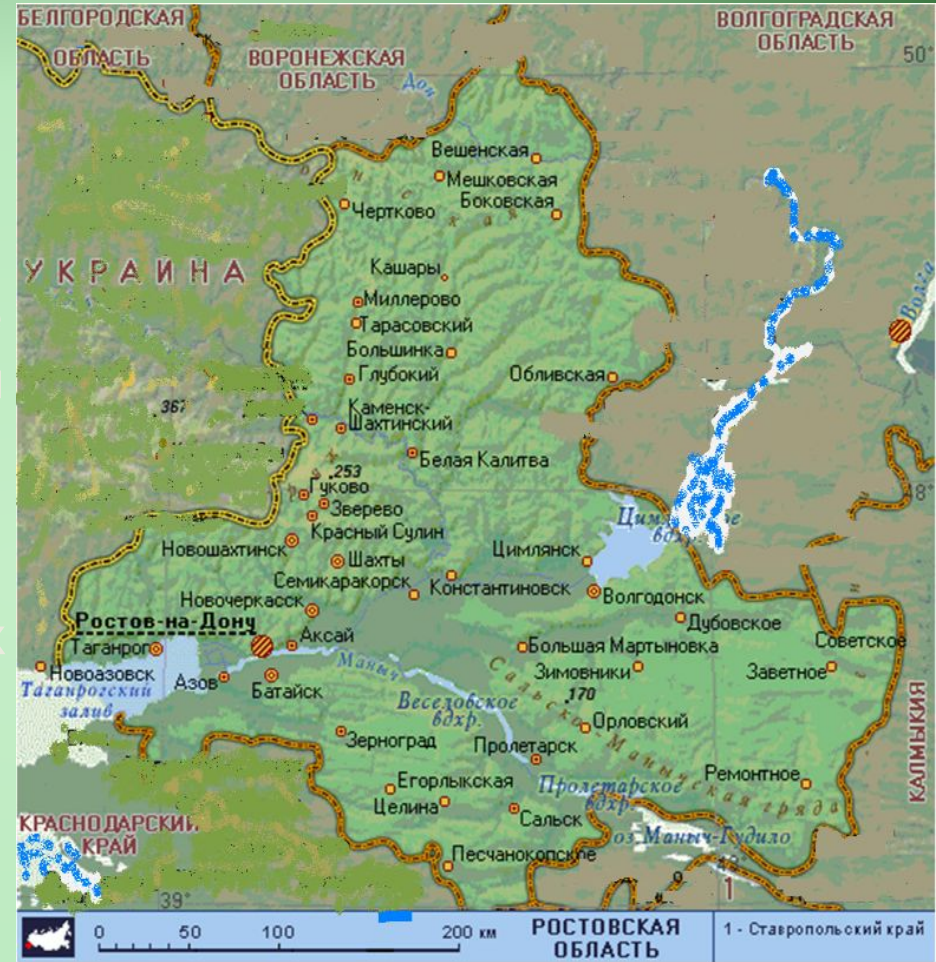 БЕЛГОРОДСКАЯ
ОБЛАСТЬ
ВОРОНЕЖСКАЯ
ОБЛАСТЬ
ВОЛГОГРАДСКАЯ
ОБЛАСТЬ
50°
Дон
Вешенская
Мешковская
Боковская
Чертково
УКРАИНА
Кашары
Волга
Миллерово
Тарасовский
Большинка
Глубокий
Обливская
367
Каменск-
Шахтинский
Белая Калитва
253
Гуково
48°
Зверево
Красный Сулин
Новошахтинск
Шахты
Цимлянск
Семикаракорск
Константиновск
Волгодонск
Новочеркасск
Дубовское
Ростов-на-Дону
Аксай
Советское
Таганрог
Большая Мартыновка
Новоазовск
Маныч
Зимовники
Заветное
Таганрогский
залив
Азов
Батайск
170
Веселовское
вдхр.
Орловский
Зерноград
Пролетарск
Сальско-Манычская гряда
КАЛМЫКИЯ
Ремонтное
Егорлыкская
Пролетарское
вдхр.
Целина
Сальск
КРАСНОДАРСКИЙ
КРАЙ
оз. Маныч-Гудило
Песчанокопское
1
39°
0 50 100 200 км
РОСТОВСКАЯ
ОБЛАСТЬ
1 - Ставропольский край